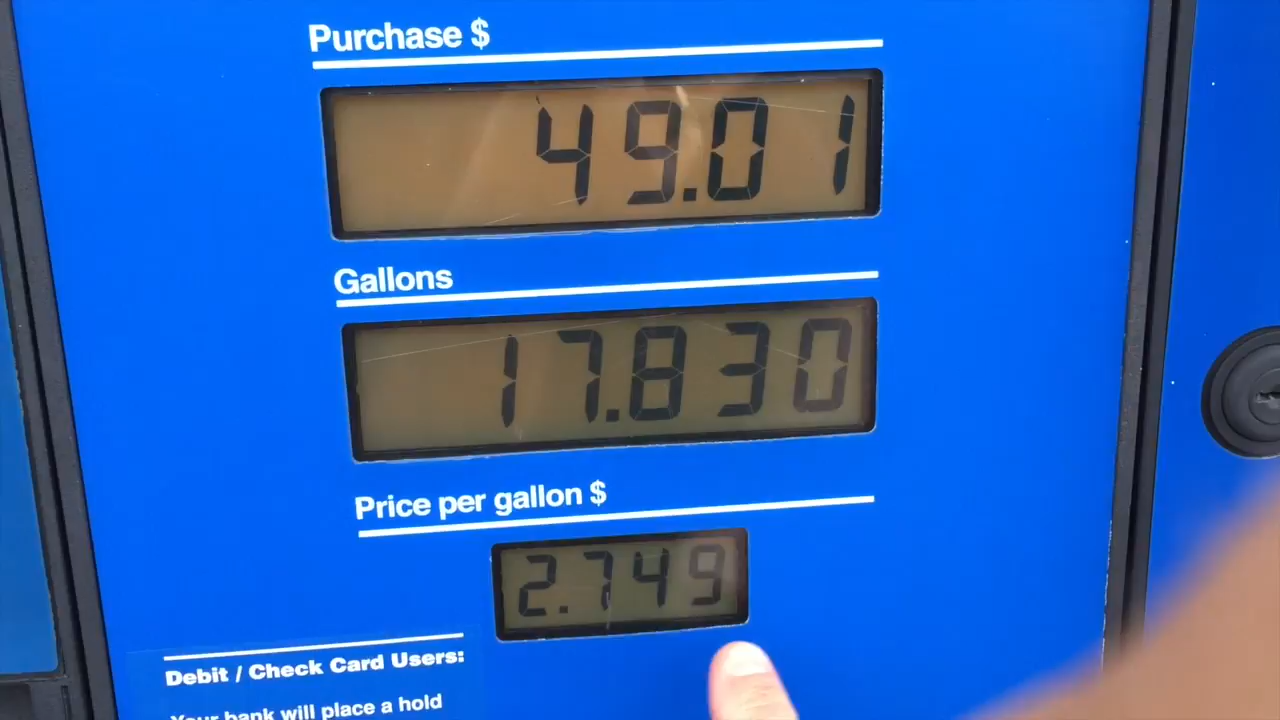 Purchase $
49.01
Gallons
17.830
Price per gallon $
2.749
Debit / Check Card Users:
Your bank will place a hold